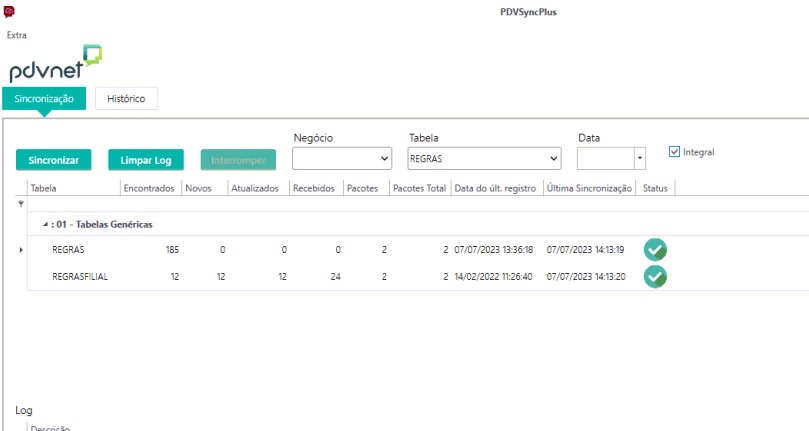 PDVSyncPlus
Extra
pdvnet
Sincronização Histórico
Negócio Tabela Data
Sincronizar Limpar Log Interromper REGRAS Integral
Tabela Encontrados Novos Atualizados Recebidos Pacotes Pacotes Total Data do últ. registro Última Sincronização Status
: 01 - Tabelas Genéricas
REGRAS 185 0 0 0 2 2 07/07/2023 13:36:18 07/07/2023 14:13:19
REGRASFILIAL 12 12 12 24 2 2 14/02/2022 11:26:40 07/07/2023 14:13:20
Log
Descrição